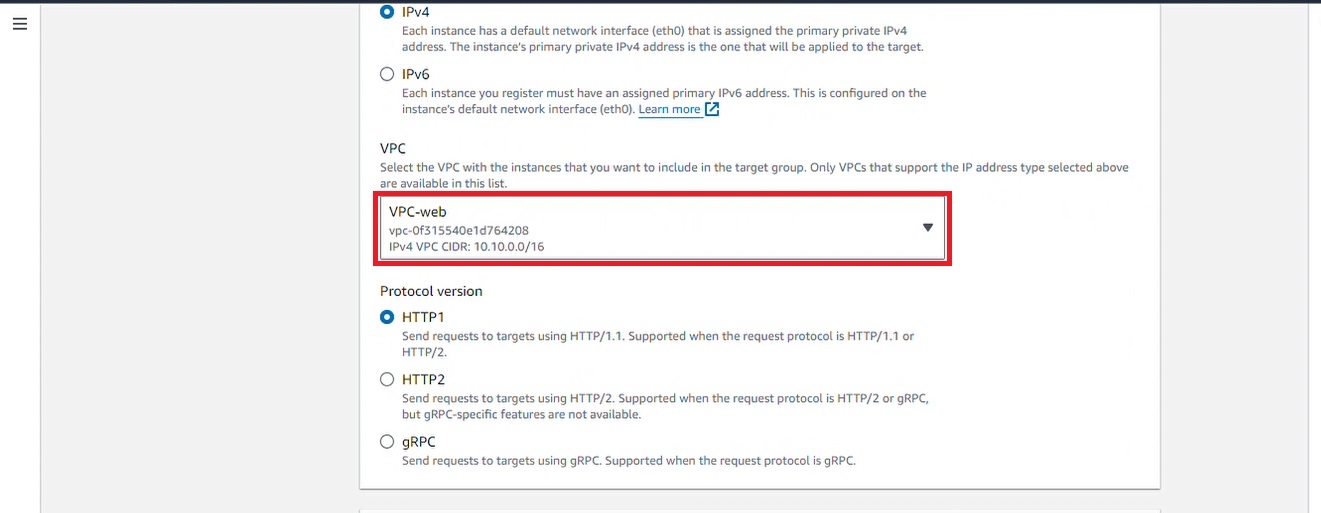 IPv4
Each instance has a default network interface (eth0) that is assigned the primary private IPv4
address. The instance's primary private IPv4 address is the one that will be applied to the target.
IPv6
Each instance you register must have an assigned primary IPv6 address. This is configured on the
instance's default network interface (eth0). Learn more
VPC
Select the VPC with the instances that you want to include in the target group. Only VPCs that support the IP address type selected above
are available in this list.
VPC-web
vpc-0f315540e1d764208
IPv4 VPC CIDR: 10.10.0.0/16
Protocol version
HTTP1
Send requests to targets using HTTP/1.1. Supported when the request protocol is HTTP/1.1 or
HTTP/2.
HTTP2
Send requests to targets using HTTP/2. Supported when the request protocol is HTTP/2 or gRPC,
but gRPC-specific features are not available.
gRPC
Send requests to targets using gRPC. Supported when the request protocol is gRPC.